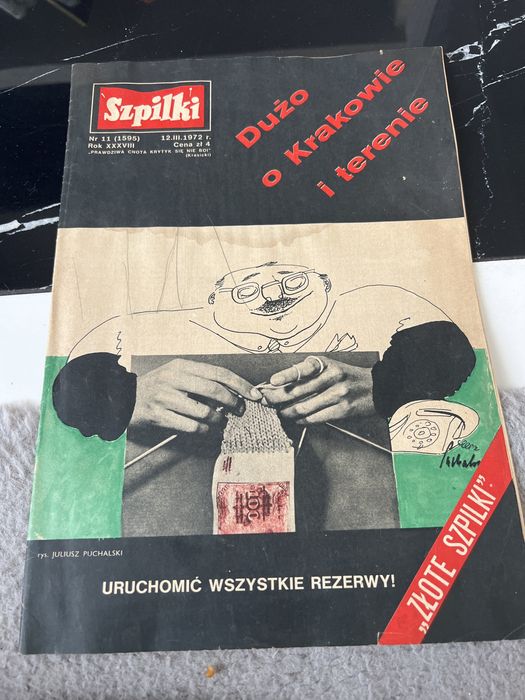 Szpilki
Nr 11 (1595) 12.III.1972 r.
Rok XXXVIII Cena zł 4
„PRAWDZIWA CNOTA KRYTYK SIĘ NIE BOI"
(Krasicki)
Dużo
o Krakowie
i terenie
100
rys. JULIUSZ PUCHALSKI
URUCHOMIĆ WSZYSTKIE REZERWY!
„ZŁOTE SZPILKI"